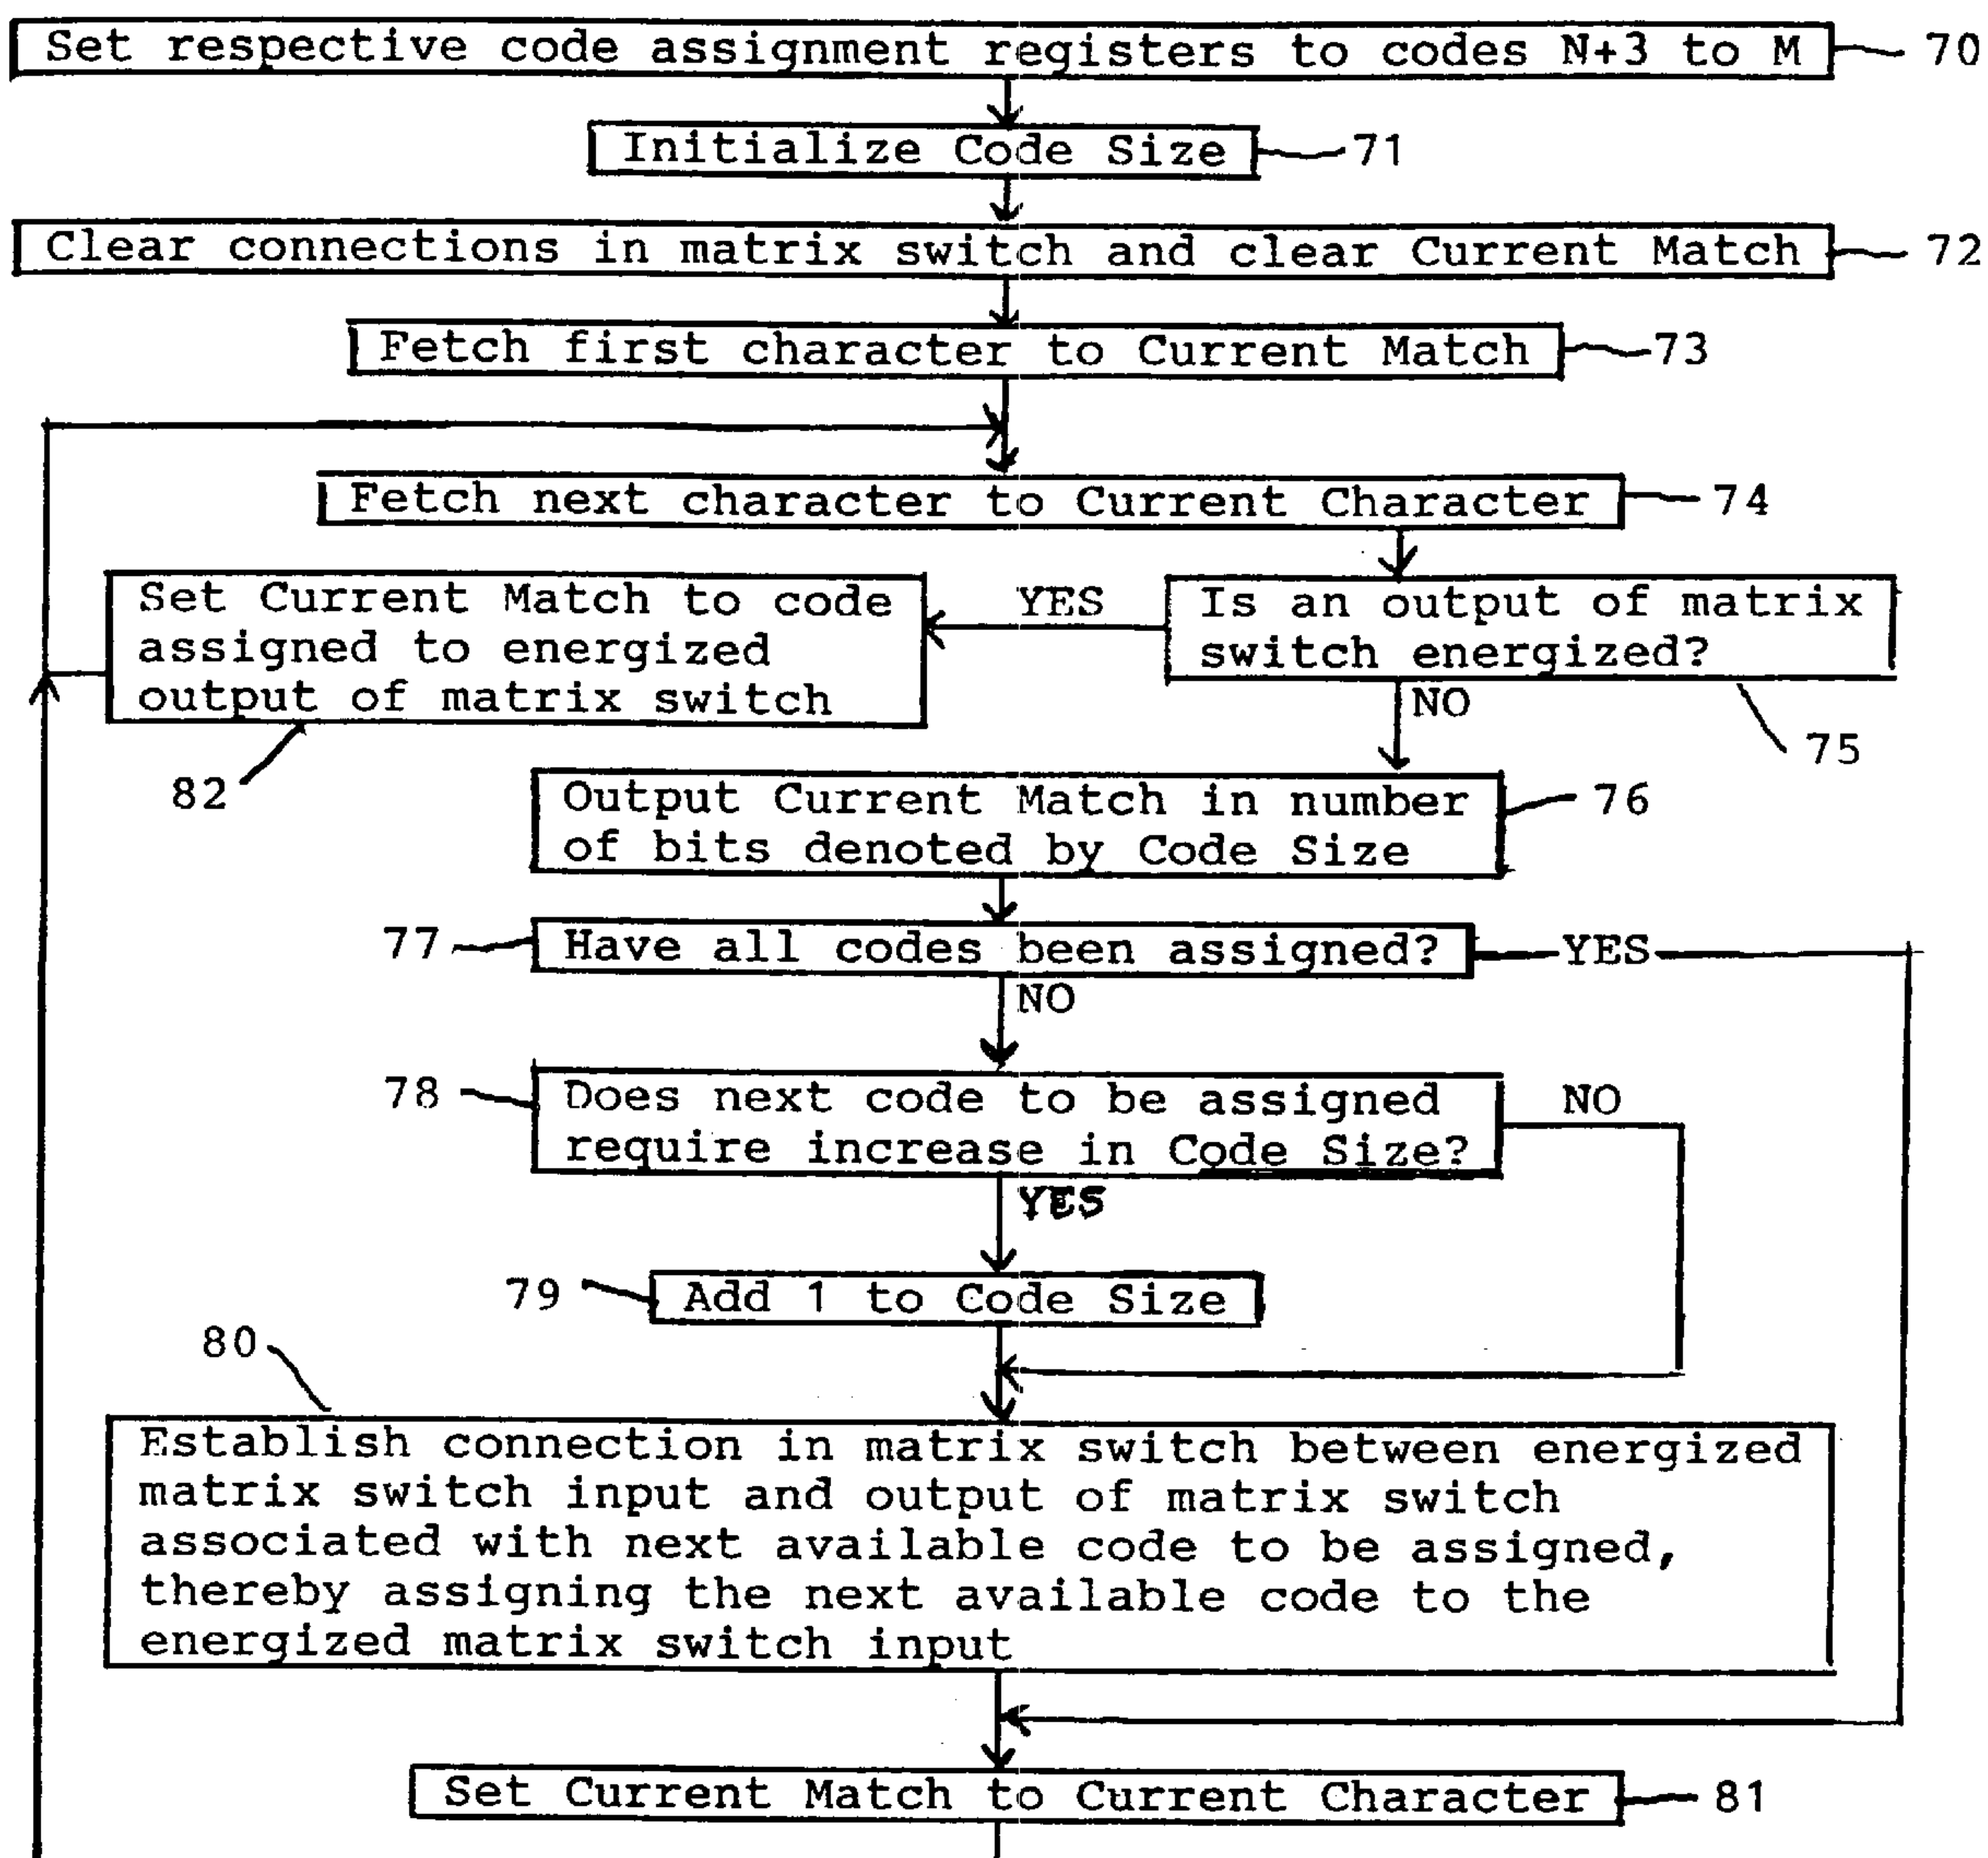 Set respective code assignment registers to codes N+3 to M 70
Initialize Code Size 71
Clear connections in matrix switch and clear Current Match 72
Fetch first character to Current Match 73
Fetch next character to Current Character 74
Set Current Match to code
assigned to energized
output of matrix switch
82
YES
Is an output of matrix
switch energized?
75
NO
Output Current Match in number
of bits denoted by Code Size
76
77 Have all codes been assigned? YES
NO
78
Does next code to be assigned
require increase in Code Size?
NO
YES
79 Add 1 to Code Size
80
Establish connection in matrix switch between energized
matrix switch input and output of matrix switch
associated with next available code to be assigned,
thereby assigning the next available code to the
energized matrix switch input
Set Current Match to Current Character 81